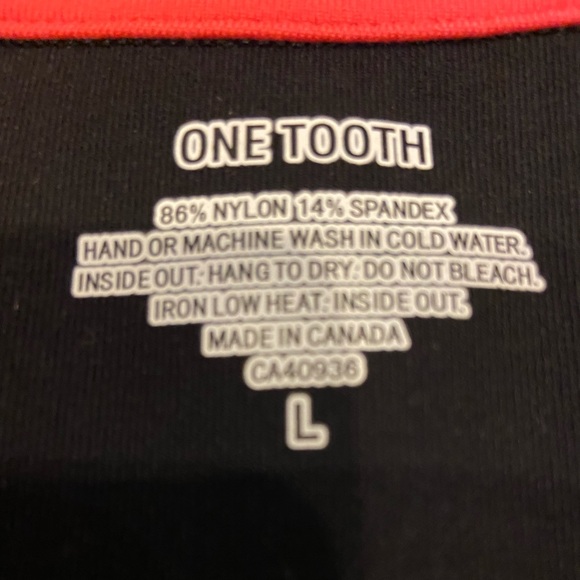 ONE TOOTH
86% NYLON 14% SPANDEX
HAND OR MACHINE WASH IN COLD WATER.
INSIDE OUT. HANG TO DRY. DO NOT BLEACH.
IRON LOW HEAT. INSIDE OUT.
MADE IN CANADA
CA40936
L